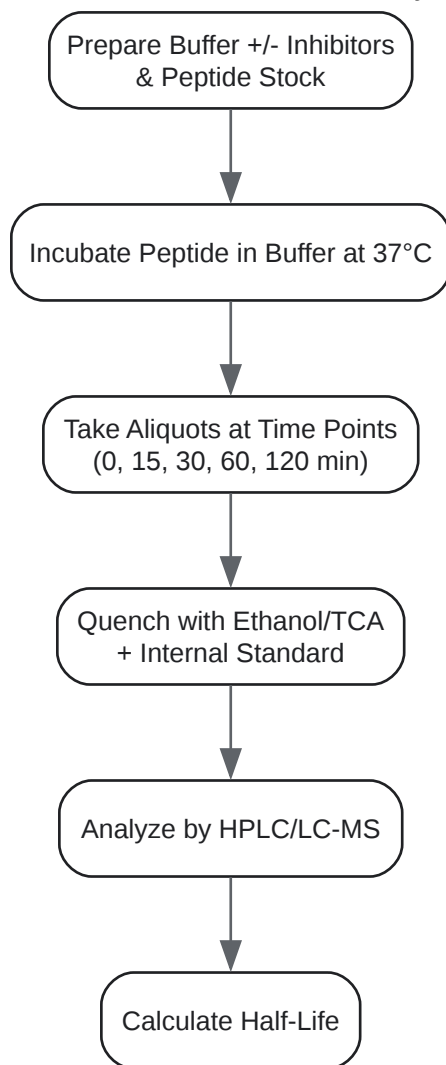 Prepare Buffer +/- Inhibitors
& Peptide Stock
Incubate Peptide in Buffer at 37°C
Take Aliquots at Time Points
(0, 15, 30, 60, 120 min)
Quench with Ethanol/TCA
+ Internal Standard
Analyze by HPLC/LC-MS
Calculate Half-Life